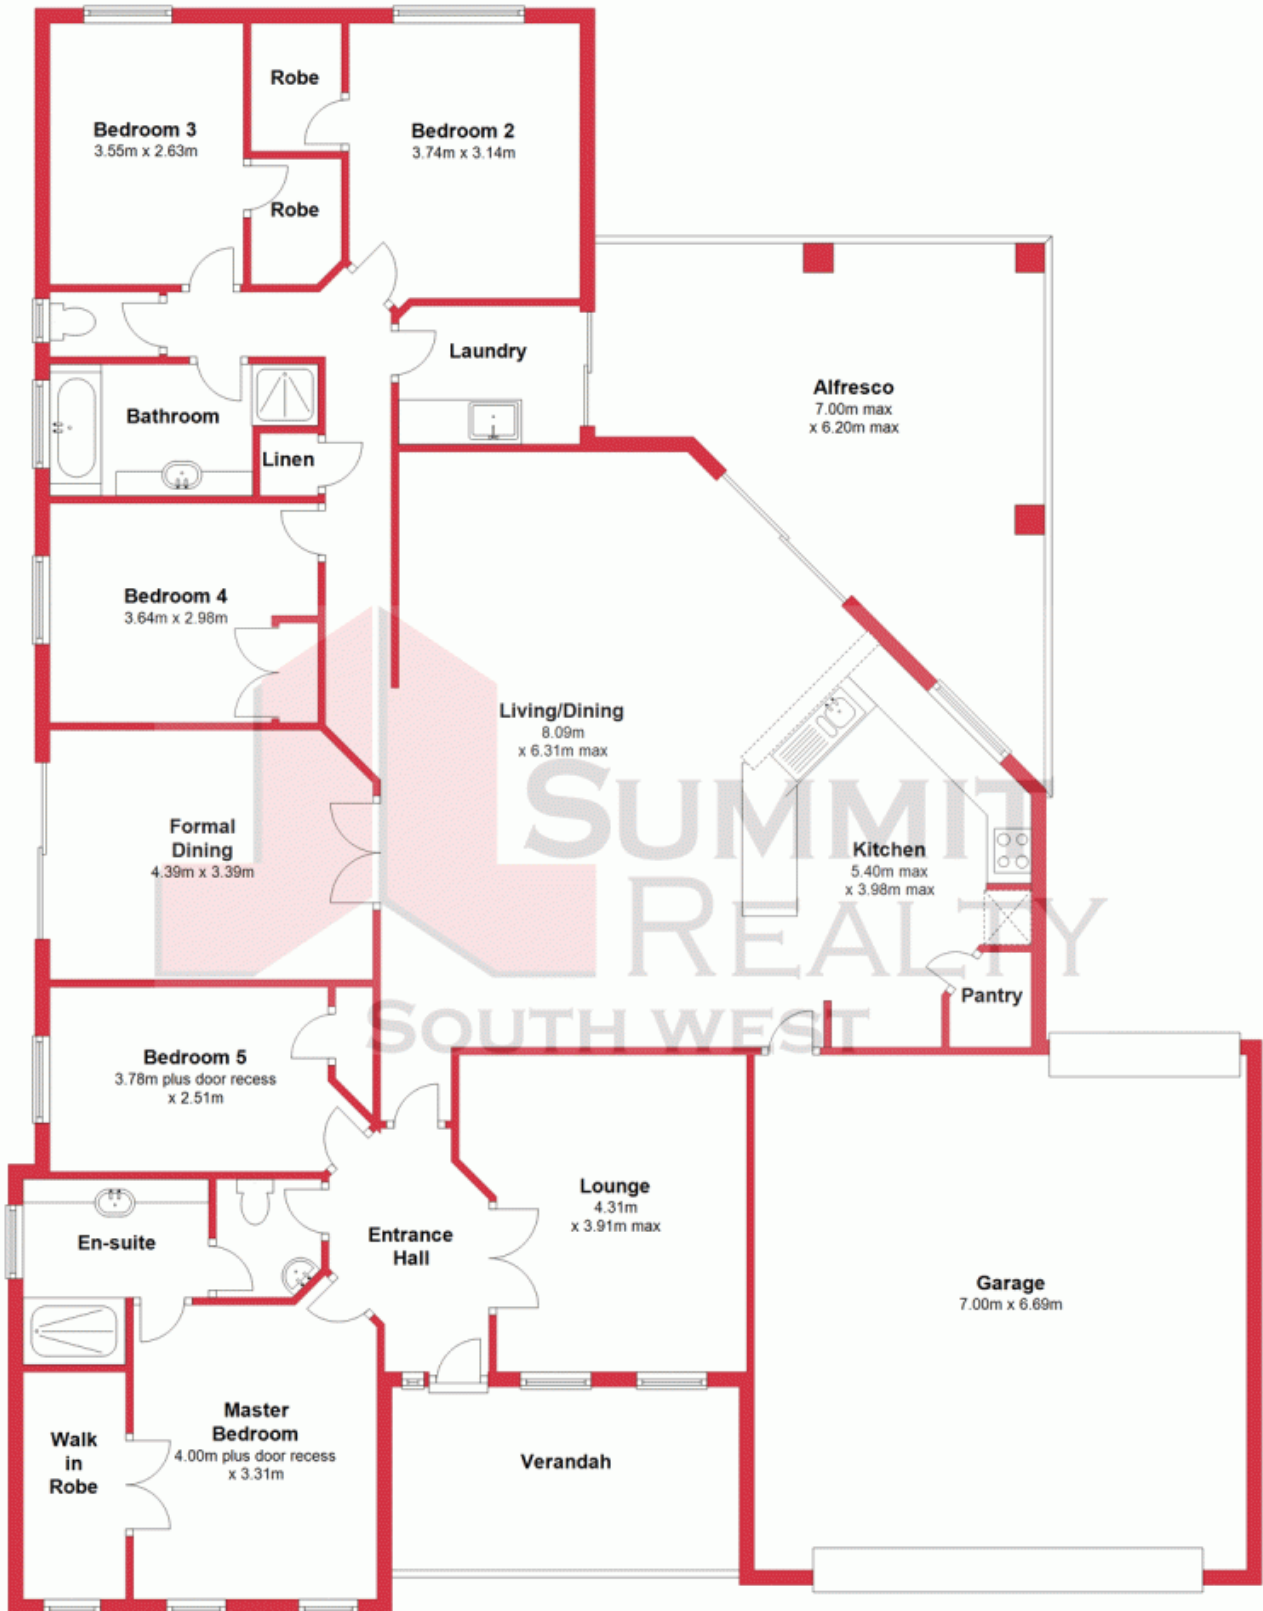 Robe
Bedroom 3
3.55m x 2.63m
Bedroom 2
3.74m x 3.14m
Robe
Laundry
Alfresco
7.00m max
x 6.20m max
Bathroom
Linen
Bedroom 4
3.64m x 2.98m
Living/Dining
8.09m
x 6.31m max
Formal
Dining
4.39m x 3.39m
Kitchen
5.40m max
x 3.98m max
SUMMIT
REALTY
SOUTH WEST
Pantry
Bedroom 5
3.78m plus door recess
x 2.51m
Lounge
4.31m
x 3.91m max
En-suite
Entrance
Hall
Garage
7.00m x 6.69m
Master
Bedroom
4.00m plus door recess
x 3.31m
Walk
in
Robe
Verandah